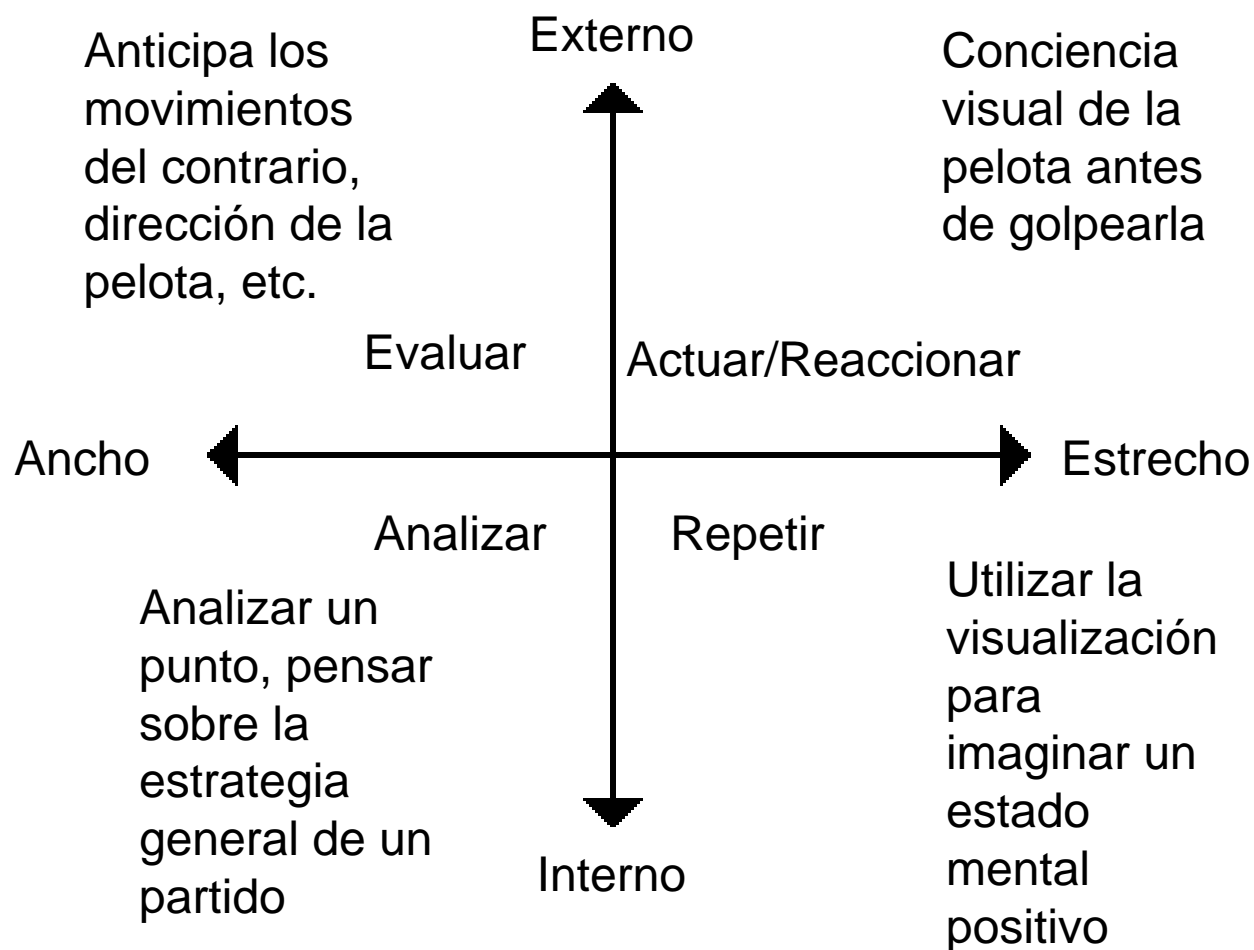 Externo
Anticipa los
movimientos
del contrario,
dirección de la
pelota, etc.
Conciencia
visual de la
pelota antes
de golpearla
Evaluar
Actuar/Reaccionar
Ancho
Estrecho
Analizar
Repetir
Analizar un
punto, pensar
sobre la
estrategia
general de un
partido
Utilizar la
visualización
para
imaginar un
estado
mental
positivo
Interno